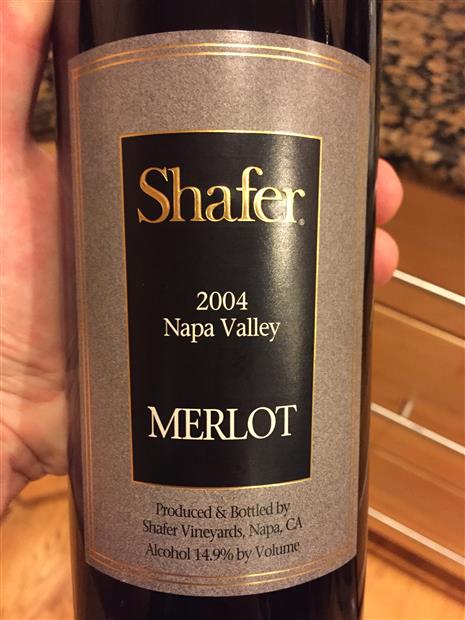 Shafer®
2004
Napa Valley
MERLOT
Produced & Bottled by
Shafer Vineyards, Napa, CA
Alcohol 14.9% by Volume